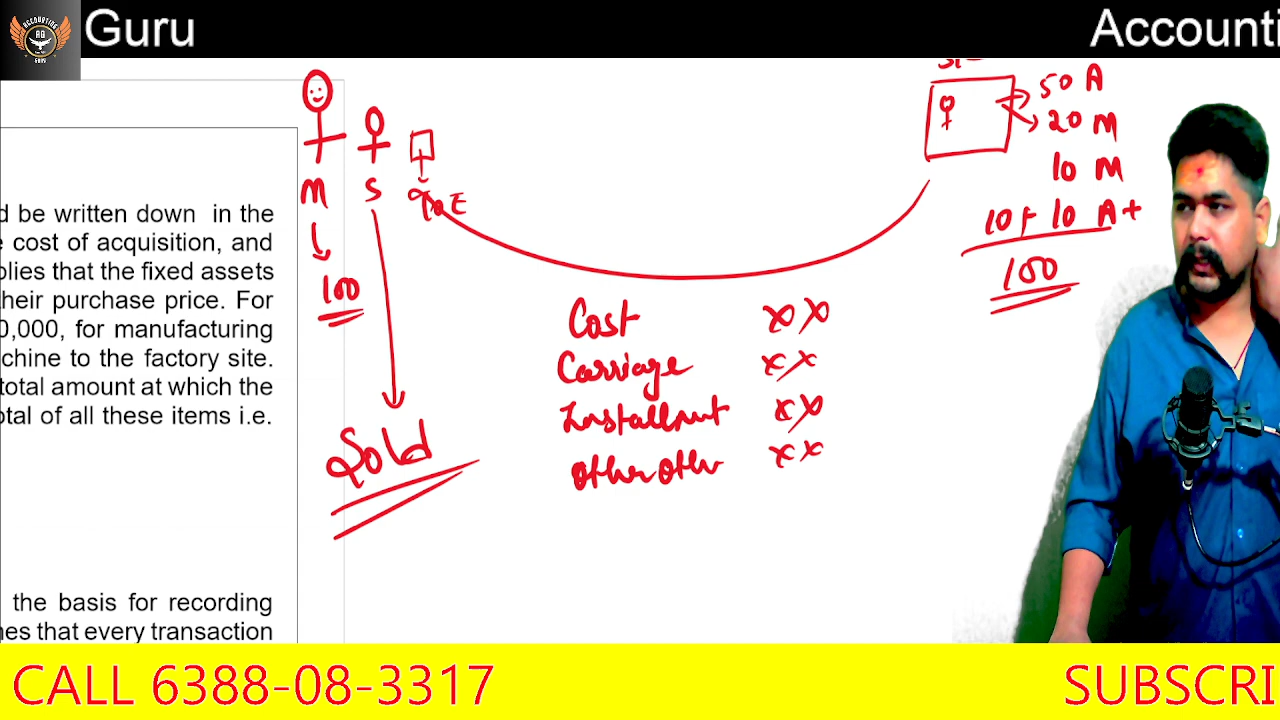 Guru
Accounti
ACCOUNTING
AG
GURU
d be written down in the
e cost of acquisition, and
plies that the fixed assets
their purchase price. For
0,000, for manufacturing
chine to the factory site.
total amount at which the
otal of all these items i.e.
the basis for recording
nes that every transaction
M
S
100
Sold
50 A
20 M
10 M
10 + 10 A+
100
Cost xx
Carriage xx
xx
other xx
CALL 6388-08-3317
SUBSCRI